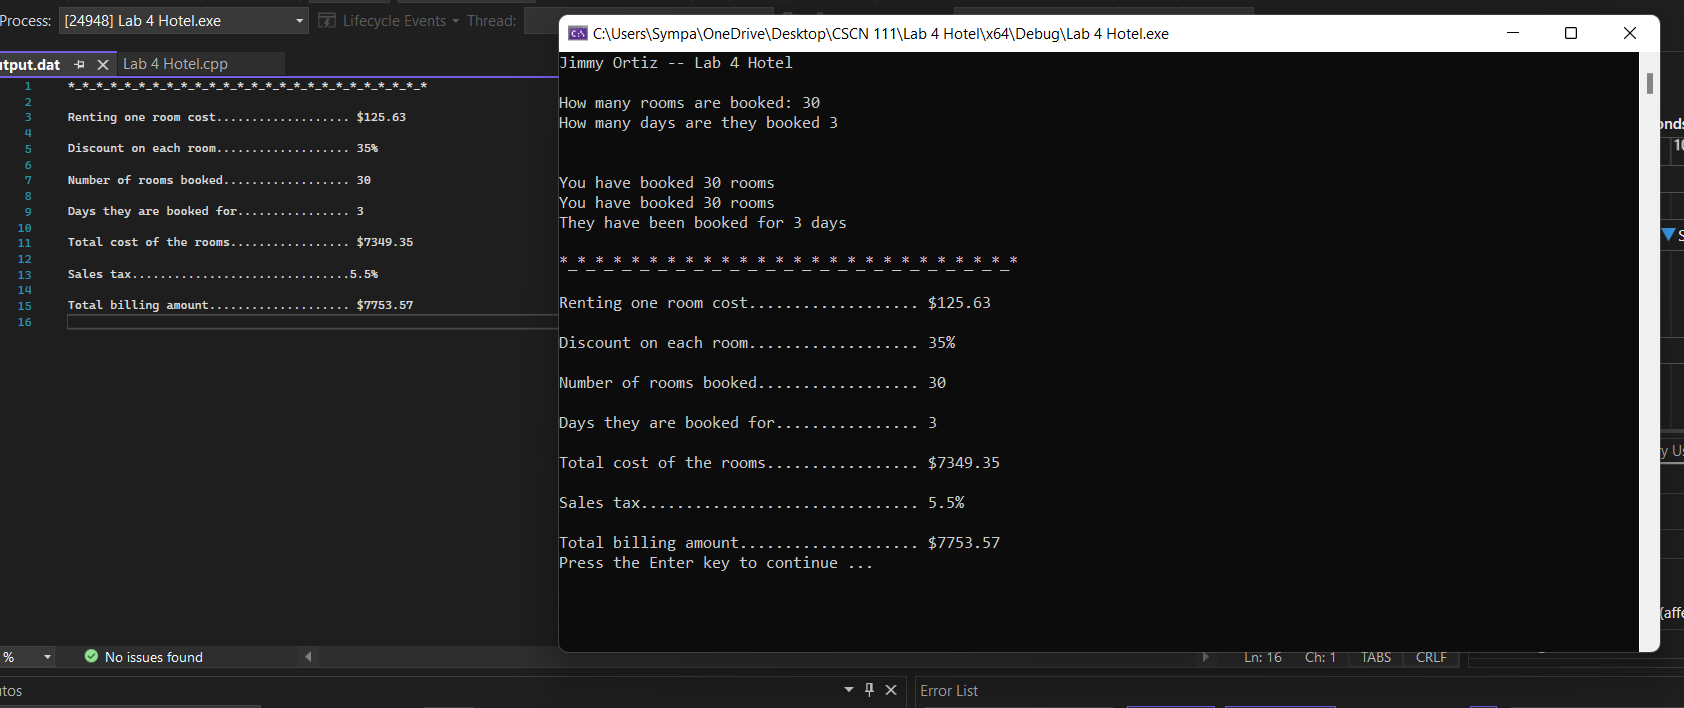 Process: [24948] Lab 4 Hotel.exe Lifecycle Events Thread:
C:\Users\Sympa\OneDrive\Desktop\CSCN 111\Lab 4 Hotel\x64\Debug\Lab 4 Hotel.exe
utput.dat Lab 4 Hotel.cpp
1 *_*_*_*_*_*_*_*_*_*_*_*_*_*_*_*_*_*_*_*_*_*_*_*_*_*
2
3 Renting one room cost................... $125.63
4
5 Discount on each room................... 35%
6
7 Number of rooms booked.................. 30
8
9 Days they are booked for................ 3
10
11 Total cost of the rooms................. $7349.35
12
13 Sales tax...............................5.5%
14
15 Total billing amount.................... $7753.57
16
Jimmy Ortiz -- Lab 4 Hotel
How many rooms are booked: 30
How many days are they booked 3
You have booked 30 rooms
You have booked 30 rooms
They have been booked for 3 days
*_*_*_*_*_*_*_*_*_*_*_*_*_*_*_*_*_*_*_*_*_*_*_*_*_*
Renting one room cost................... $125.63
Discount on each room................... 35%
Number of rooms booked.................. 30
Days they are booked for................ 3
Total cost of the rooms................. $7349.35
Sales tax............................... 5.5%
Total billing amount.................... $7753.57
Press the Enter key to continue ...
onds
10
S
y Us
(affe
% No issues found
Ln: 16 Ch: 1 TABS CRLF
utos
Error List